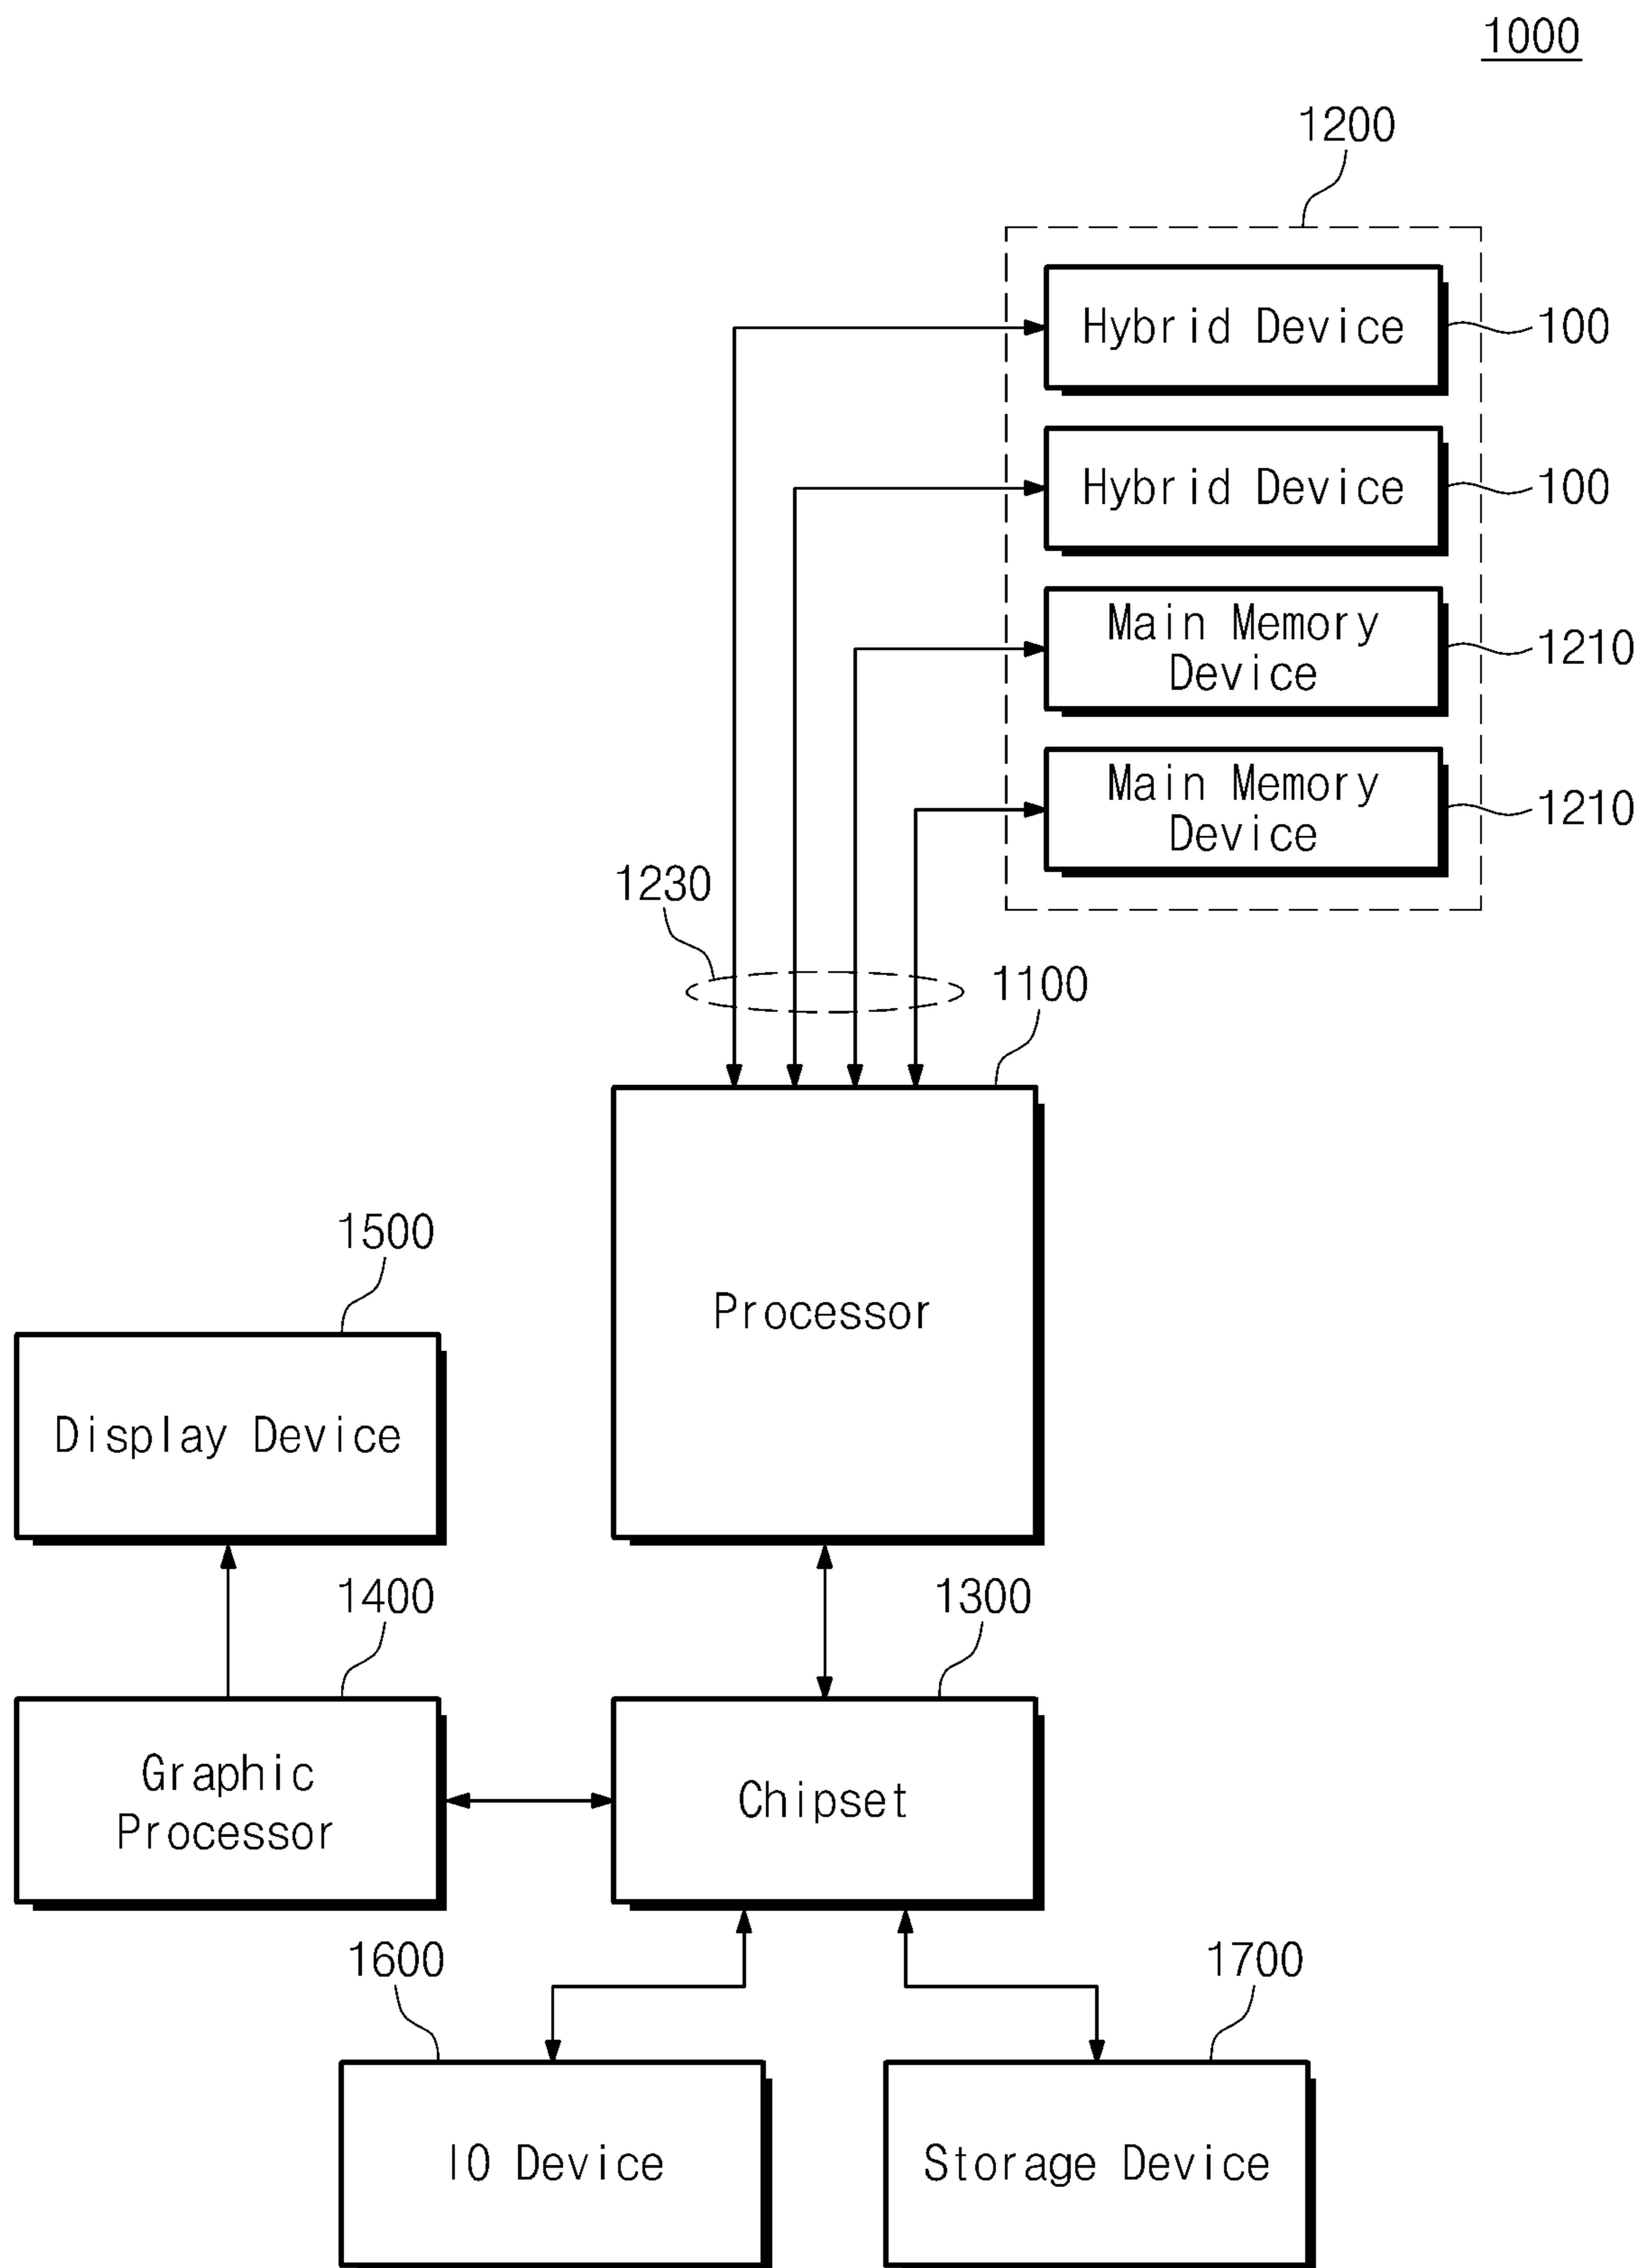 1000
1200
Hybrid Device
100
Hybrid Device
100
Main Memory
Device
1210
Main Memory
Device
1210
1230
1100
Processor
1500
Display Device
1400
1300
Graphic
Processor
Chipset
1600
1700
IO Device
Storage Device